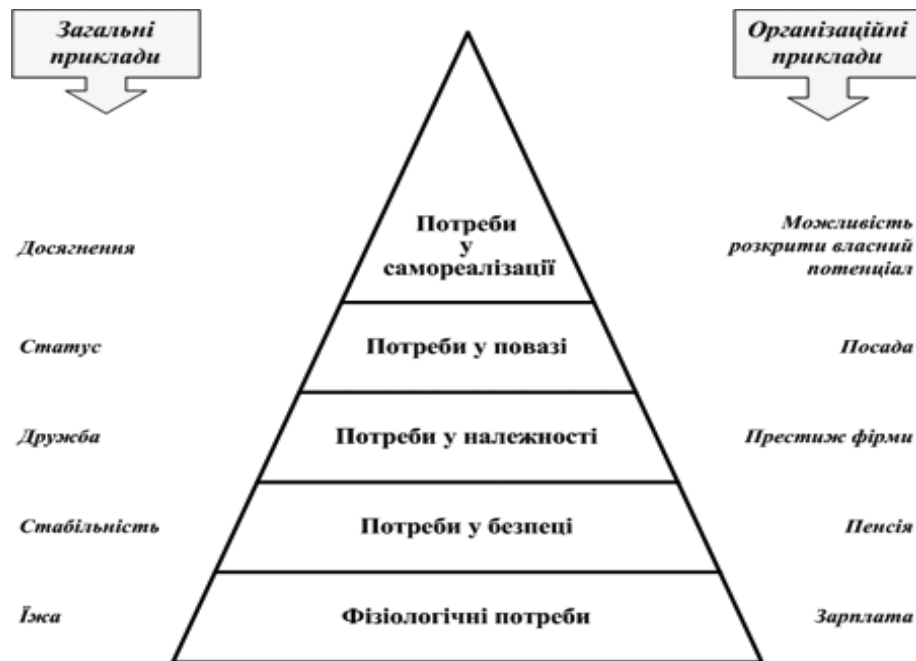 Загальні
приклади
Організаційні
приклади
Досягнення
Потреби
у
самореалізації
Можливість
розкрити власний
потенціал
Статус
Потреби у повазі
Посада
Дружба
Потреби у належності
Престиж фірми
Стабільність
Потреби у безпеці
Пенсія
Їжа
Фізіологічні потреби
Зарплата